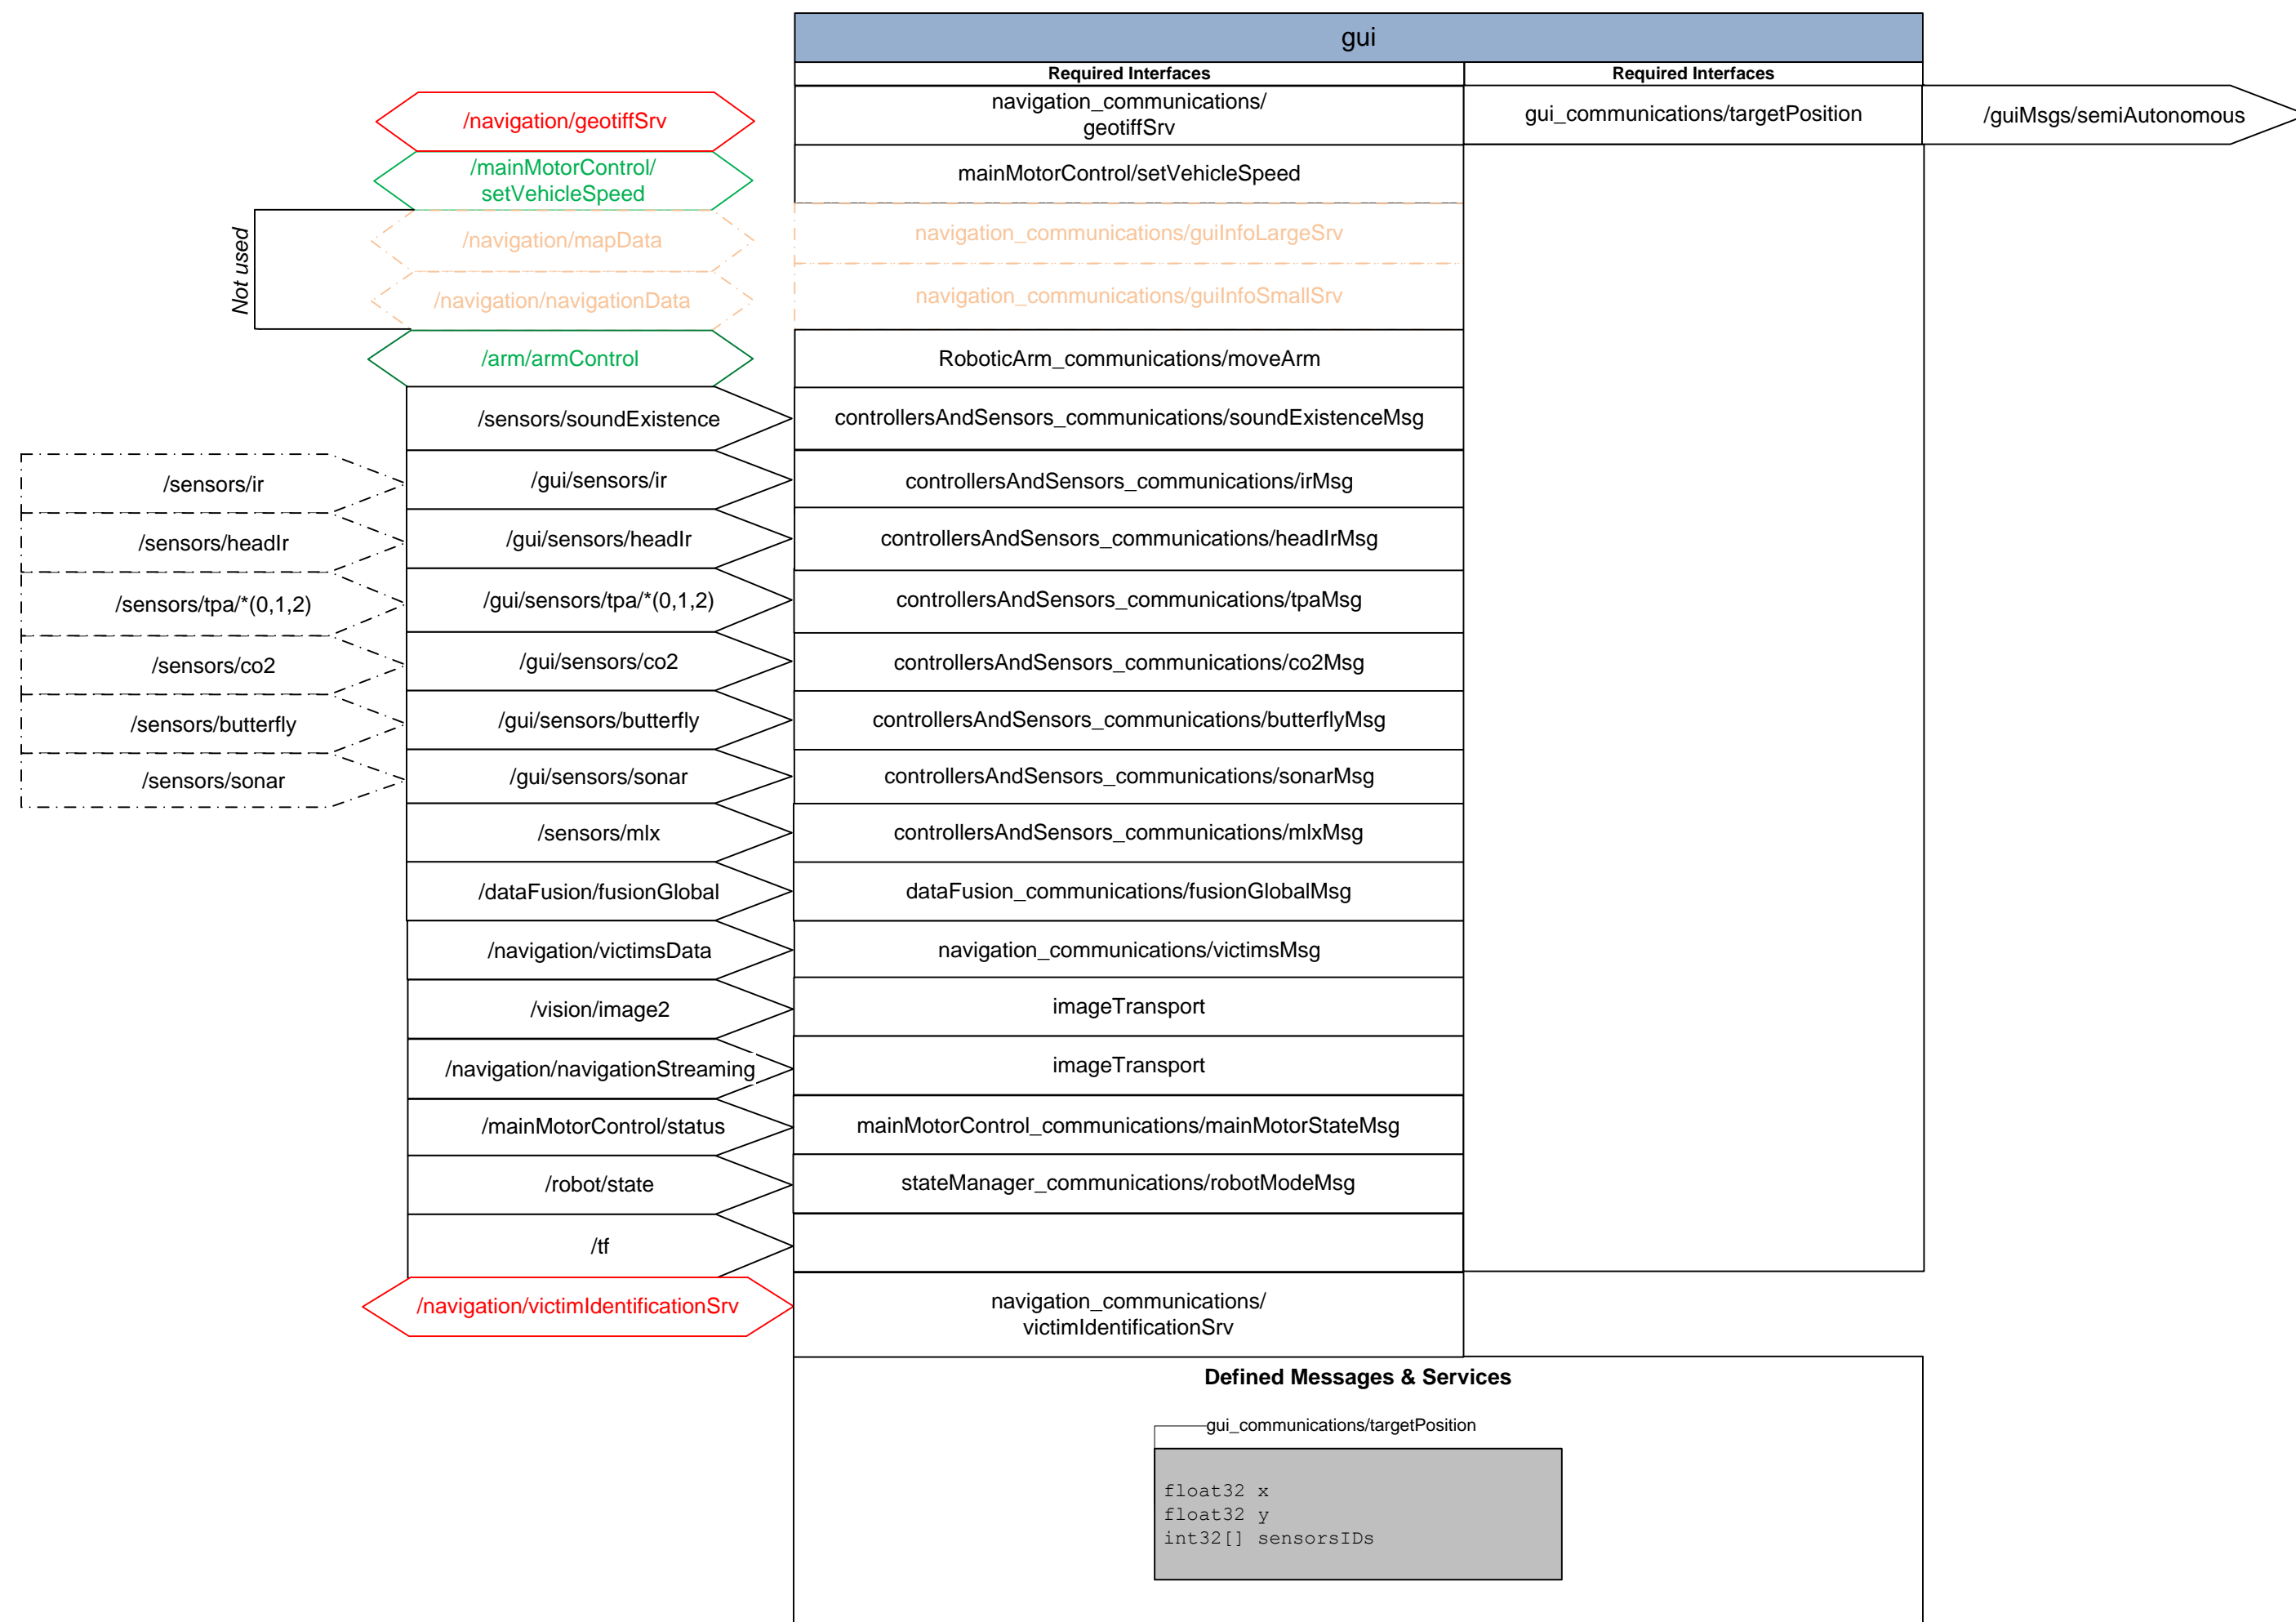 gui
Required Interfaces
Required Interfaces
/navigation/geotiffSrv
navigation_communications/
geotiffSrv
gui_communications/targetPosition
/guiMsgs/semiAutonomous
/mainMotorControl/
setVehicleSpeed
mainMotorControl/setVehicleSpeed
Not used
/navigation/mapData
navigation_communications/guiInfoLargeSrv
/navigation/navigationData
navigation_communications/guiInfoSmallSrv
/arm/armControl
RoboticArm_communications/moveArm
/sensors/soundExistence
controllersAndSensors_communications/soundExistenceMsg
/sensors/ir
/gui/sensors/ir
controllersAndSensors_communications/irMsg
/sensors/headIr
/gui/sensors/headIr
controllersAndSensors_communications/headIrMsg
/sensors/tpa/*(0,1,2)
/gui/sensors/tpa/*(0,1,2)
controllersAndSensors_communications/tpaMsg
/sensors/co2
/gui/sensors/co2
controllersAndSensors_communications/co2Msg
/sensors/butterfly
/gui/sensors/butterfly
controllersAndSensors_communications/butterflyMsg
/sensors/sonar
/gui/sensors/sonar
controllersAndSensors_communications/sonarMsg
/sensors/mlx
controllersAndSensors_communications/mlxMsg
/dataFusion/fusionGlobal
dataFusion_communications/fusionGlobalMsg
/navigation/victimsData
navigation_communications/victimsMsg
/vision/image2
imageTransport
/navigation/navigationStreaming
imageTransport
/mainMotorControl/status
mainMotorControl_communications/mainMotorStateMsg
/robot/state
stateManager_communications/robotModeMsg
/tf
/navigation/victimIdentificationSrv
navigation_communications/
victimIdentificationSrv
Defined Messages & Services
gui_communications/targetPosition
float32 x
float32 y
int32[] sensorsIDs